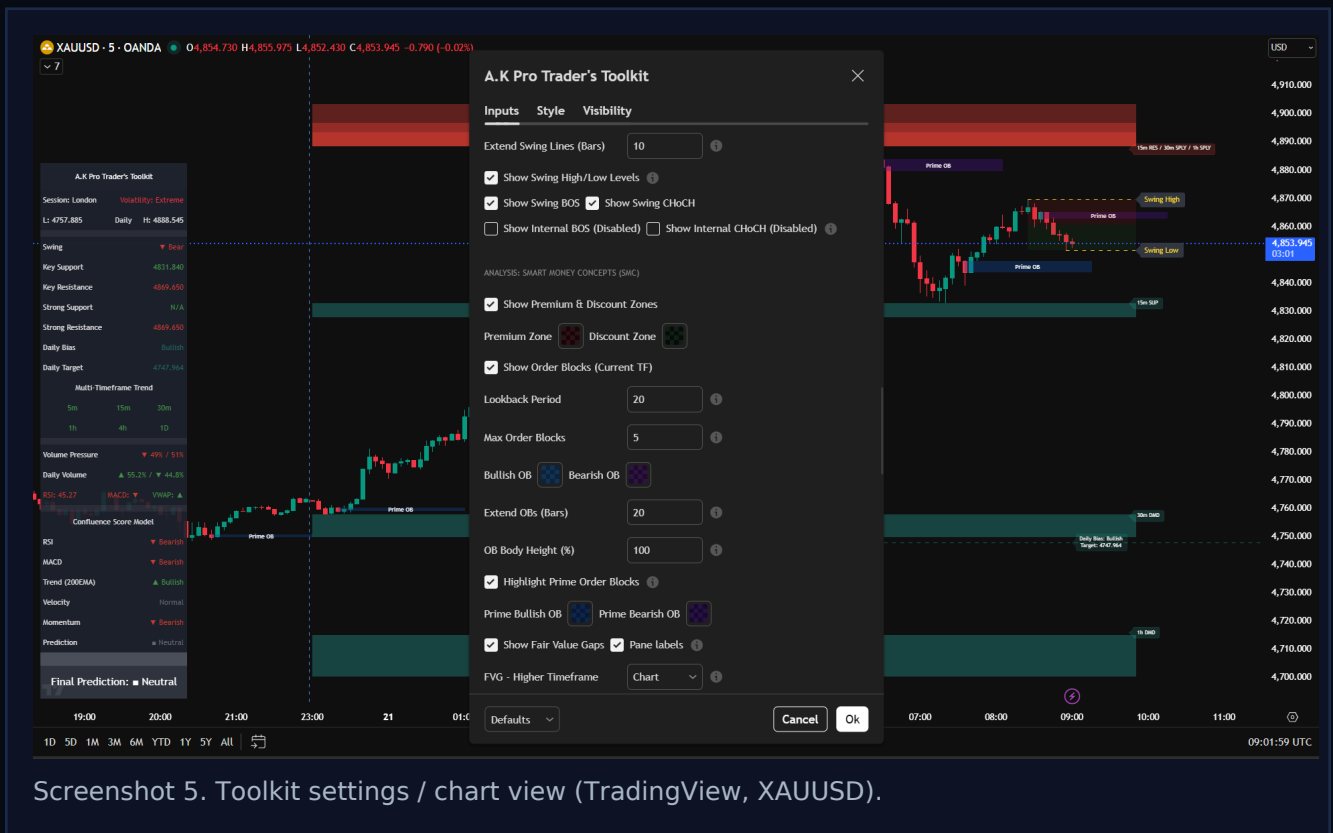 XAUUSD · 5 · OANDA O4,854.730 H4,855.975 L4,852.430 C4,853.945 −0.790 (−0.02%)
7
USD
A.K Pro Trader's Toolkit
Session: London Volatility: Extreme
L: 4757.885 Daily H: 4888.545
Swing ▼ Bear
Key Support 4831.840
Key Resistance 4869.650
Strong Support N/A
Strong Resistance 4869.650
Daily Bias Bullish
Daily Target 4747.964
Multi-Timeframe Trend
5m 15m 30m
1h 4h 1D
Volume Pressure ▼ 49% / 51%
Daily Volume ▲ 55.2% / ▼ 44.8%
RSI: 45.27 MACD: ▼ VWAP: ▲
Confluence Score Model
RSI ▼ Bearish
MACD ▼ Bearish
Trend (200EMA) ▲ Bullish
Velocity Normal
Momentum ▼ Bearish
Prediction ■ Neutral
Final Prediction: ■ Neutral
Prime OB
Prime OB
A.K Pro Trader's Toolkit
Inputs Style Visibility
Extend Swing Lines (Bars) 10
Show Swing High/Low Levels
Show Swing BOS Show Swing CHoCH
Show Internal BOS (Disabled) Show Internal CHoCH (Disabled)
ANALYSIS: SMART MONEY CONCEPTS (SMC)
Show Premium & Discount Zones
Premium Zone Discount Zone
Show Order Blocks (Current TF)
Lookback Period 20
Max Order Blocks 5
Bullish OB Bearish OB
Extend OBs (Bars) 20
OB Body Height (%) 100
Highlight Prime Order Blocks
Prime Bullish OB Prime Bearish OB
Show Fair Value Gaps Pane labels
FVG - Higher Timeframe Chart
Defaults Cancel Ok
15m RES / 30m SPLY / 1h SPLY
Prime OB
Swing High
Prime OB
Swing Low
Prime OB
15m SUP
30m DMD
Daily Bias: Bullish
Target: 4747.964
1h DMD
4,910.000
4,900.000
4,890.000
4,880.000
4,870.000
4,860.000
4,853.945
03:01
4,840.000
4,830.000
4,820.000
4,810.000
4,800.000
4,790.000
4,780.000
4,770.000
4,760.000
4,750.000
4,740.000
4,730.000
4,720.000
4,710.000
4,700.000
19:00 20:00 21:00 23:00 21 01:0 07:00 08:00 09:00 10:00 11:00
1D 5D 1M 3M 6M YTD 1Y 5Y All 09:01:59 UTC
Screenshot 5. Toolkit settings / chart view (TradingView, XAUUSD).